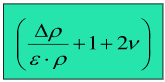 (Δρ / ε · ρ + 1 + 2ν)